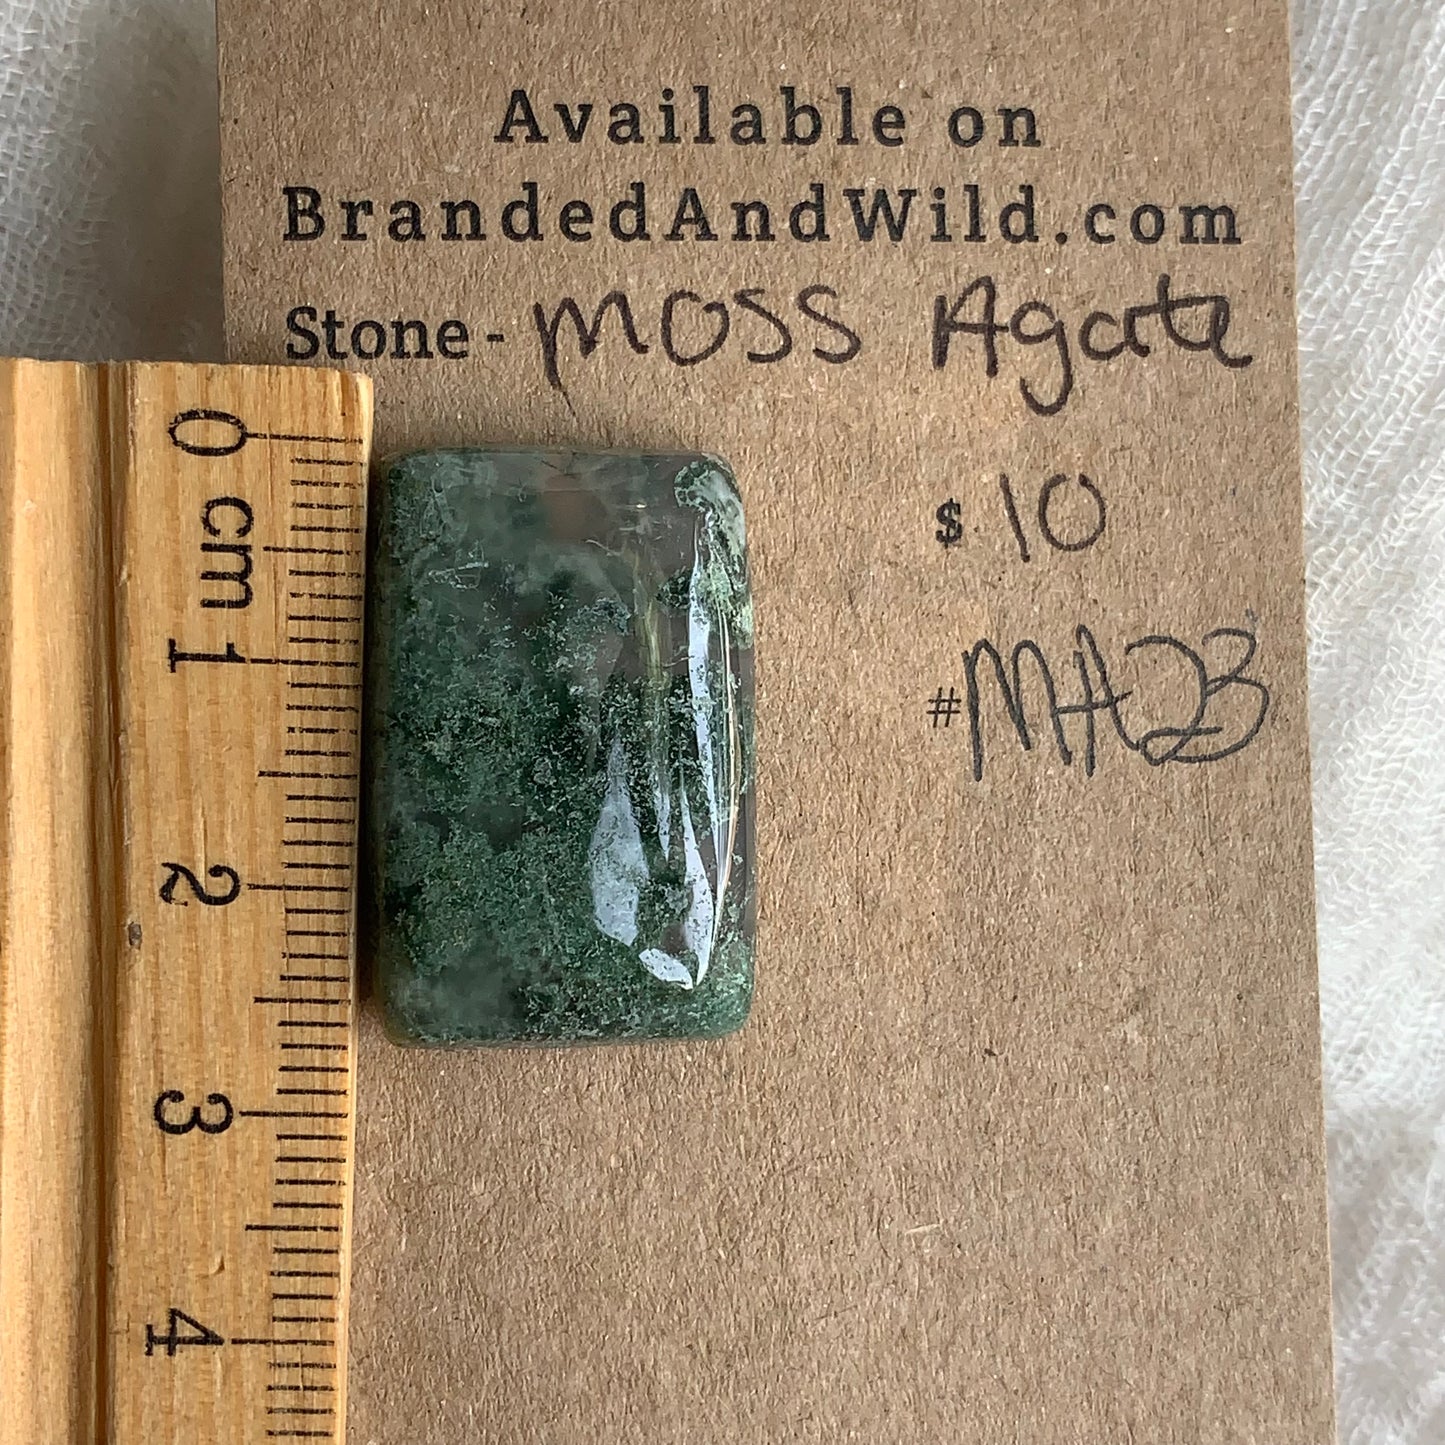 Available on
BrandedAndWild.com
Stone - Moss Agate
$ 10
#MA23
0 cm 1 2 3 4